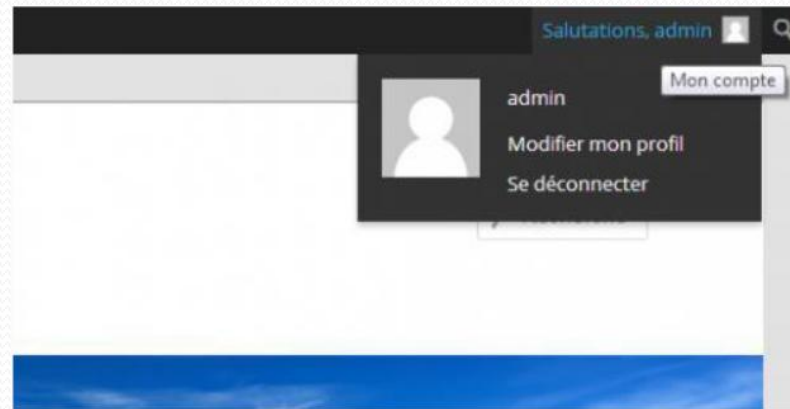 Salutations, admin
Mon compte
admin
Modifier mon profil
Se déconnecter